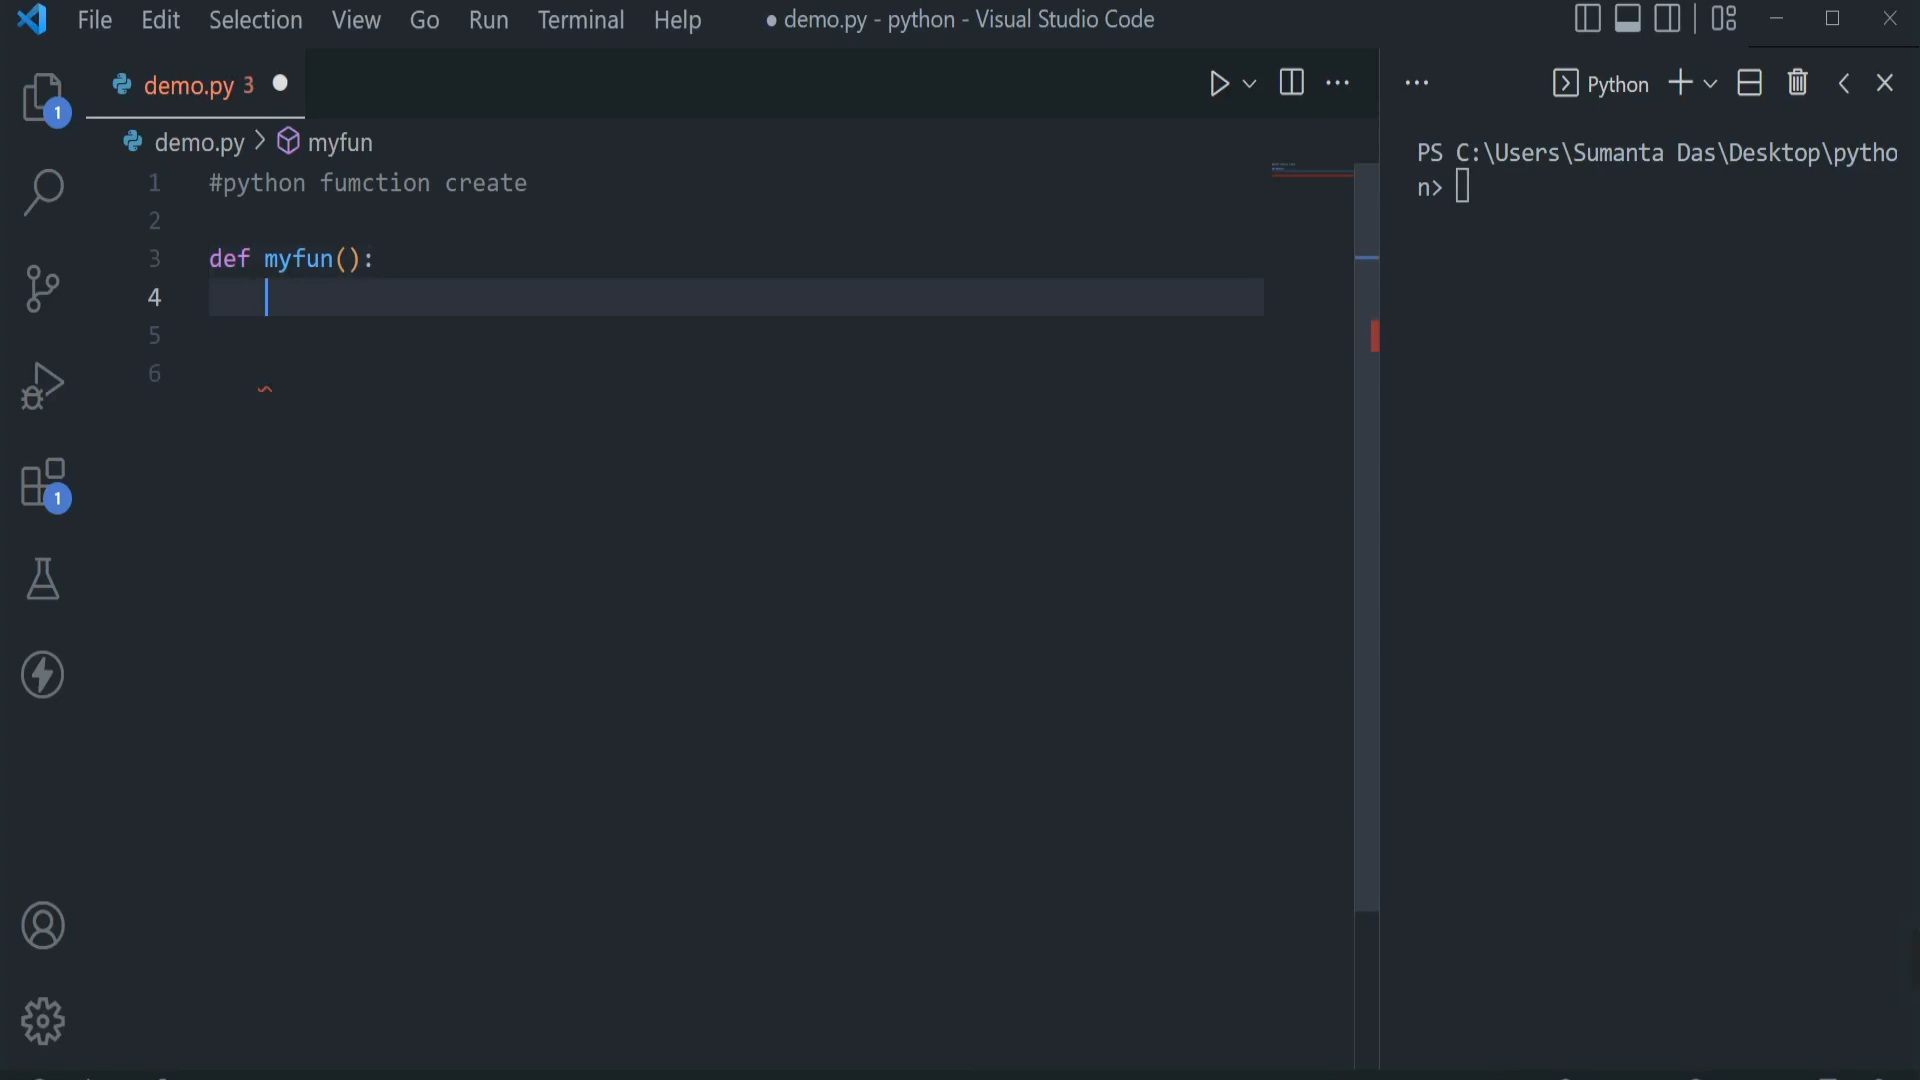 File Edit Selection View Go Run Terminal Help ● demo.py - python - Visual Studio Code
demo.py 3 ●
Python
demo.py > myfun
1 #python fumction create
2
3 def myfun():
4
5
6
PS C:\Users\Sumanta Das\Desktop\pytho
n>
1
1